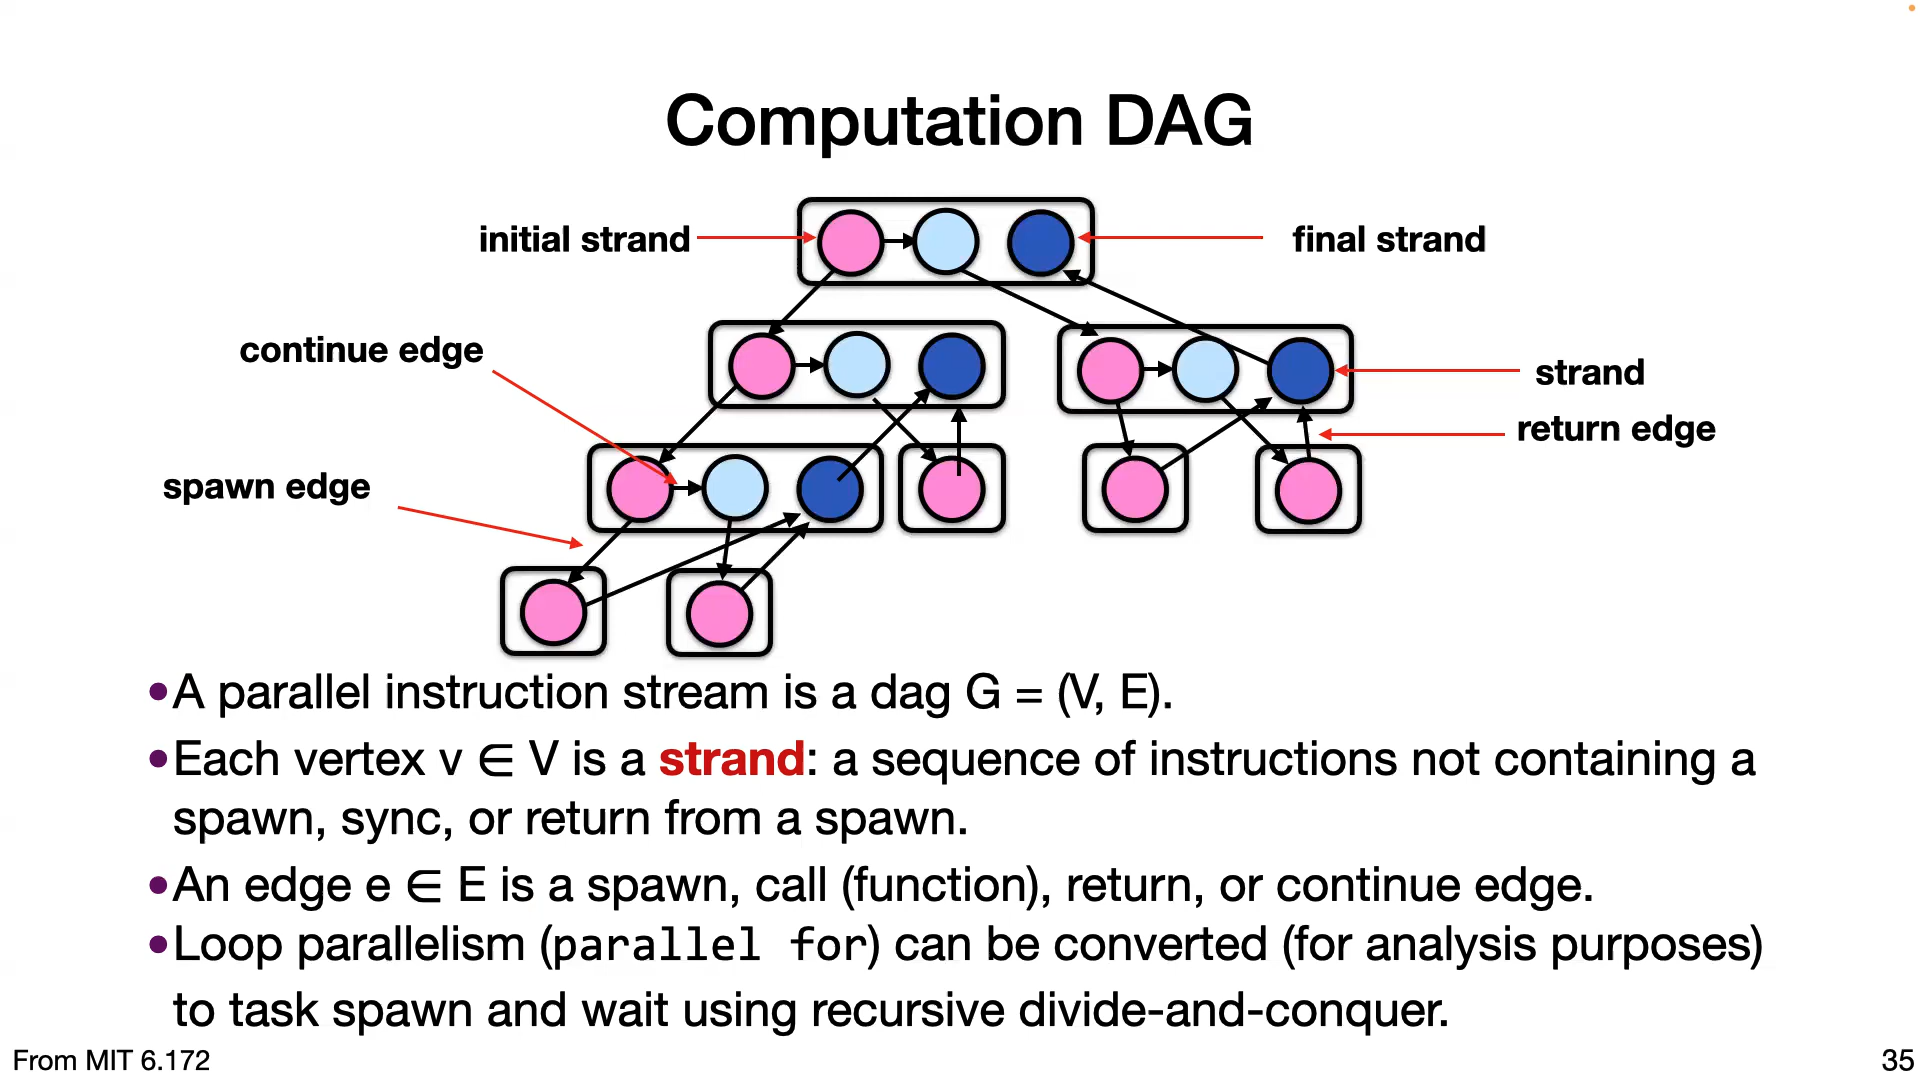 Computation DAG
initial strand
final strand
continue edge
strand
return edge
spawn edge
•A parallel instruction stream is a dag G = (V, E).
•Each vertex v ∈ V is a strand: a sequence of instructions not containing a
spawn, sync, or return from a spawn.
•An edge e ∈ E is a spawn, call (function), return, or continue edge.
•Loop parallelism (parallel for) can be converted (for analysis purposes)
to task spawn and wait using recursive divide-and-conquer.
From MIT 6.172
35